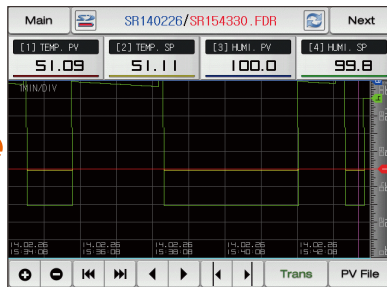 Main SR140226/SR154330.FDR Next
[1] TEMP. PV [2] TEMP. SP [3] HUMI. PV [4] HUMI. SP
51.09 51.11 100.0 99.8
1MIN/DIV
14.02.26 14.02.26 14.02.26 14.02.26 14.02.26
15:34:08 15:36:08 15:38:08 15:40:08 15:42:08
Trans PV File